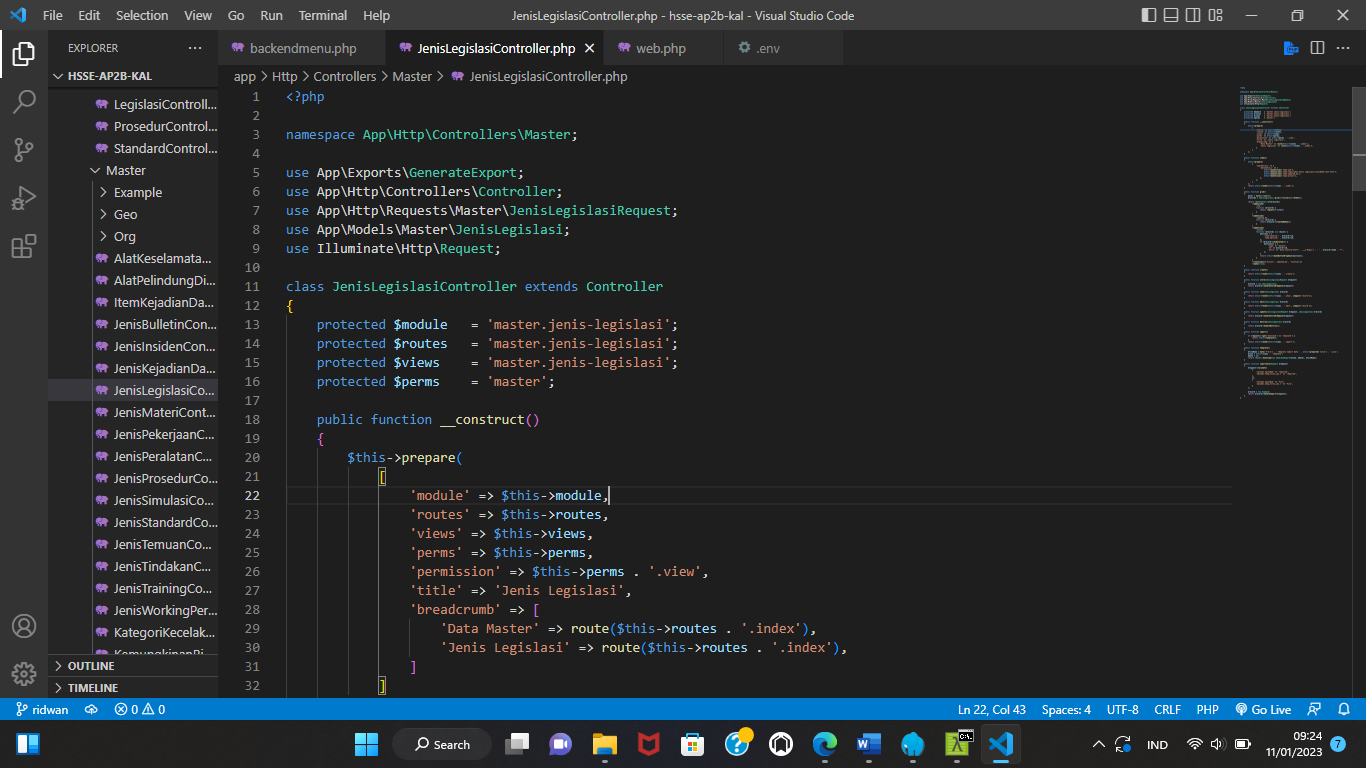 File Edit Selection View Go Run Terminal Help JenisLegislasiController.php - hsse-ap2b-kal - Visual Studio Code
EXPLORER ···
HSSE-AP2B-KAL
LegislasiControll...
ProsedurControl...
StandardControl...
Master
Example
Geo
Org
AlatKeselamata...
AlatPelindungDi...
ItemKejadianDa...
JenisBulletinCon...
JenisInsidenCon...
JenisKejadianDa...
JenisLegislasiCo...
JenisMateriCont...
JenisPekerjaanC...
JenisPeralatanC...
JenisProsedurCo...
JenisSimulasiCo...
JenisStandardCo...
JenisTemuanCo...
JenisTindakanC...
JenisTrainingCo...
JenisWorkingPer...
KategoriKecelak...
OUTLINE
TIMELINE
backendmenu.php JenisLegislasiController.php web.php .env
app > Http > Controllers > Master > JenisLegislasiController.php
1 <?php
2
3 namespace App\Http\Controllers\Master;
4
5 use App\Exports\GenerateExport;
6 use App\Http\Controllers\Controller;
7 use App\Http\Requests\Master\JenisLegislasiRequest;
8 use App\Models\Master\JenisLegislasi;
9 use Illuminate\Http\Request;
10
11 class JenisLegislasiController extends Controller
12 {
13 protected $module = 'master.jenis-legislasi';
14 protected $routes = 'master.jenis-legislasi';
15 protected $views = 'master.jenis-legislasi';
16 protected $perms = 'master';
17
18 public function __construct()
19 {
20 $this->prepare(
21 [
22 'module' => $this->module,
23 'routes' => $this->routes,
24 'views' => $this->views,
25 'perms' => $this->perms,
26 'permission' => $this->perms . '.view',
27 'title' => 'Jenis Legislasi',
28 'breadcrumb' => [
29 'Data Master' => route($this->routes . '.index'),
30 'Jenis Legislasi' => route($this->routes . '.index'),
31 ]
32 ]
ridwan 0 0 Ln 22, Col 43 Spaces: 4 UTF-8 CRLF PHP Go Live
Search IND 09:24
11/01/2023 7